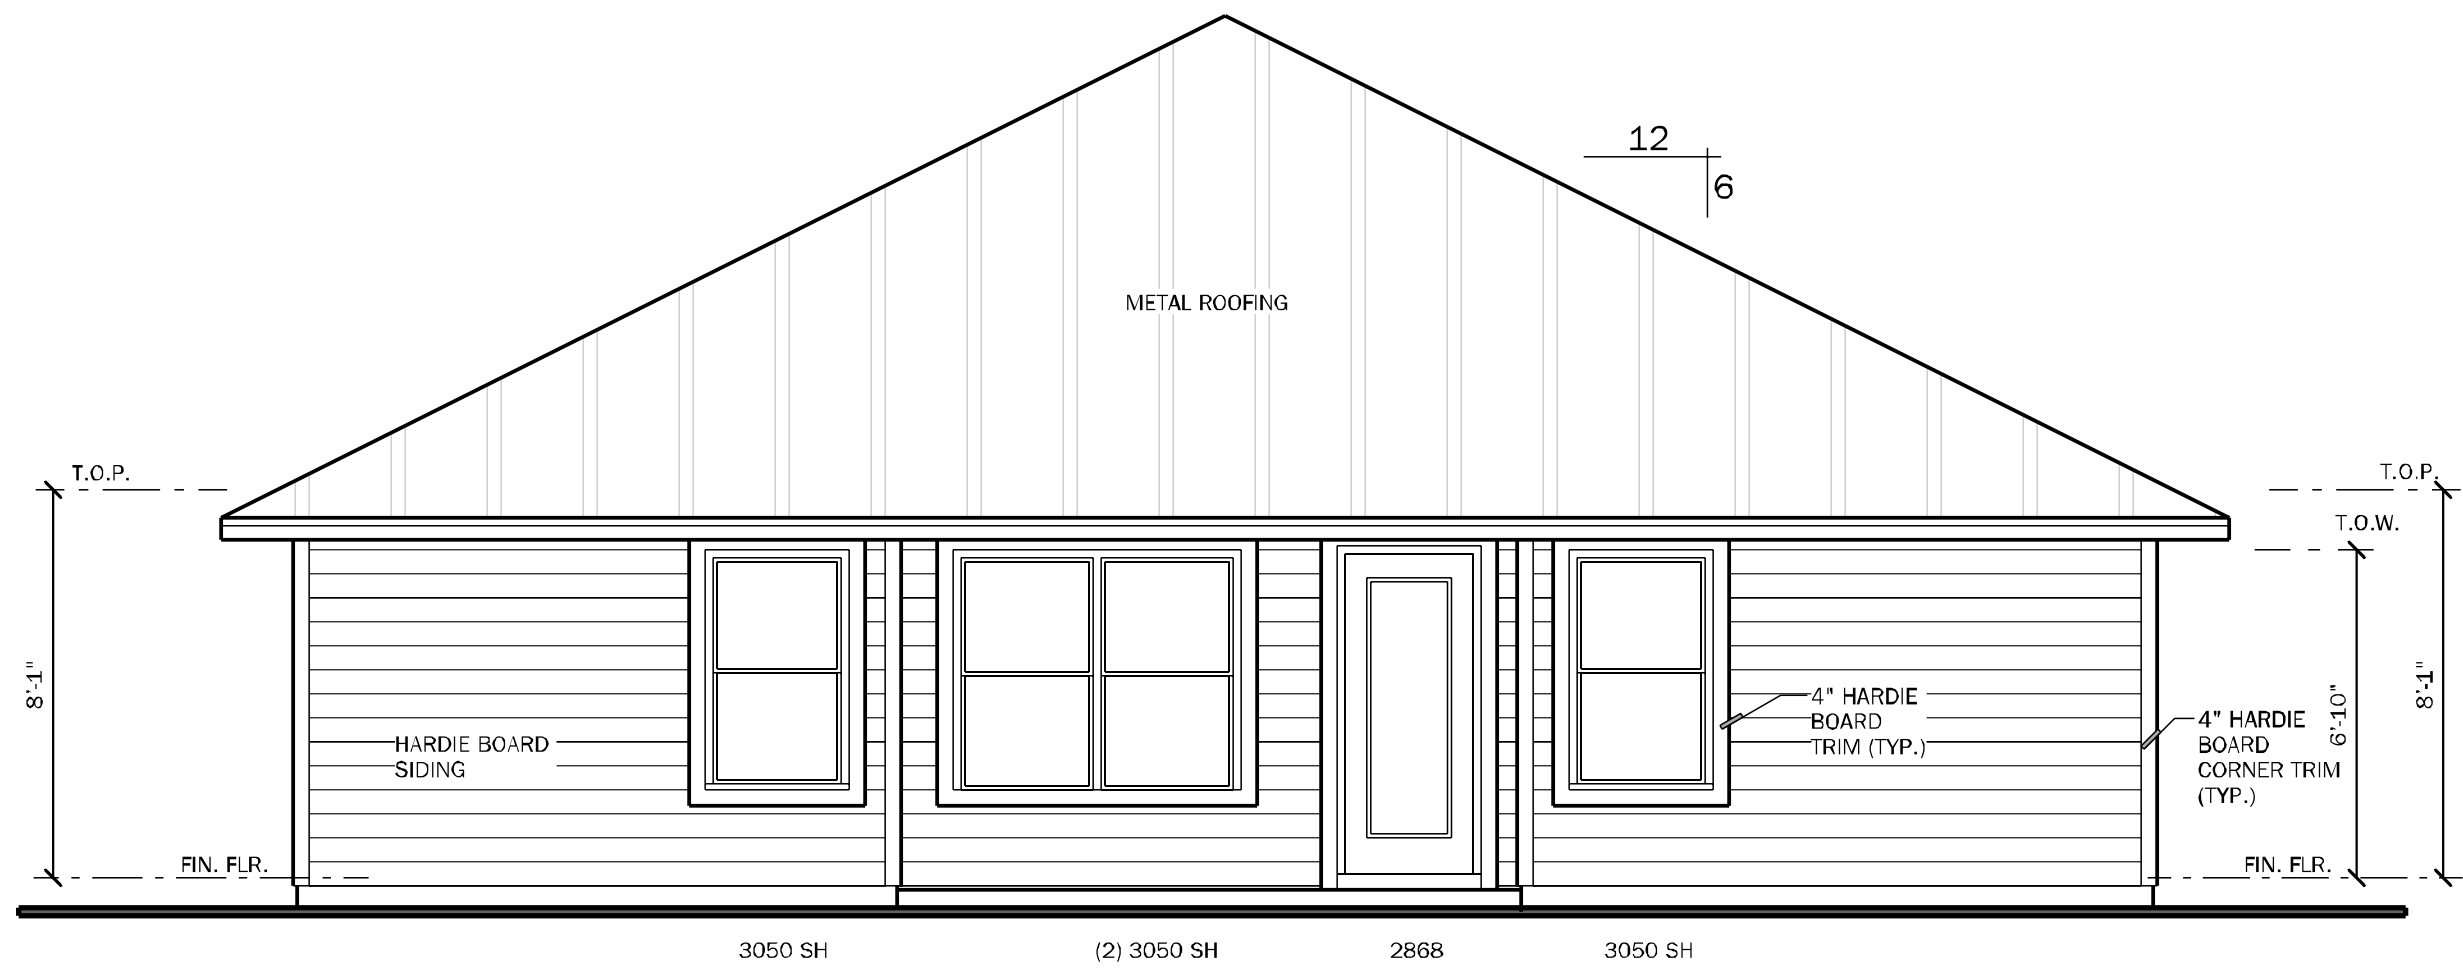 12
6
METAL ROOFING
T.O.P.
T.O.P.
T.O.W.
8'-1"
8'-1"
6'-10"
4" HARDIE
BOARD
TRIM (TYP.)
4" HARDIE
BOARD
CORNER TRIM
(TYP.)
HARDIE BOARD
SIDING
FIN. FLR.
FIN. FLR.
3050 SH
(2) 3050 SH
2868
3050 SH